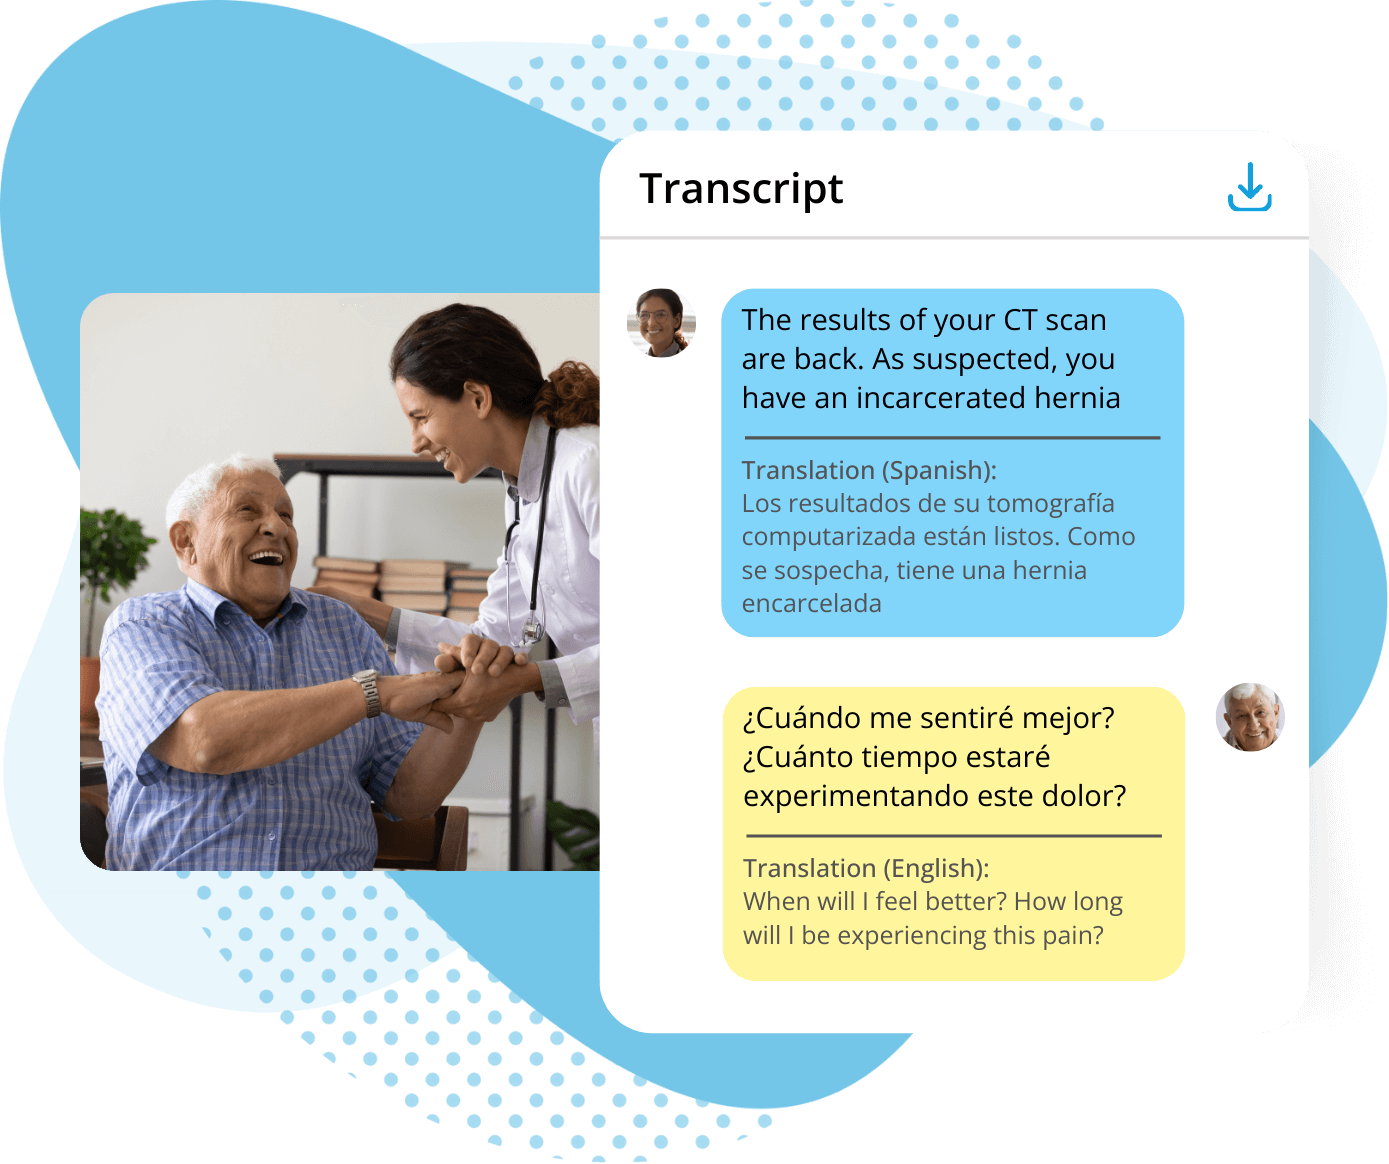 Transcript
The results of your CT scan
are back. As suspected, you
have an incarcerated hernia
Translation (Spanish):
Los resultados de su tomografía
computarizada están listos. Como
se sospecha, tiene una hernia
encarcelada
¿Cuándo me sentiré mejor?
¿Cuánto tiempo estaré
experimentando este dolor?
Translation (English):
When will I feel better? How long
will I be experiencing this pain?